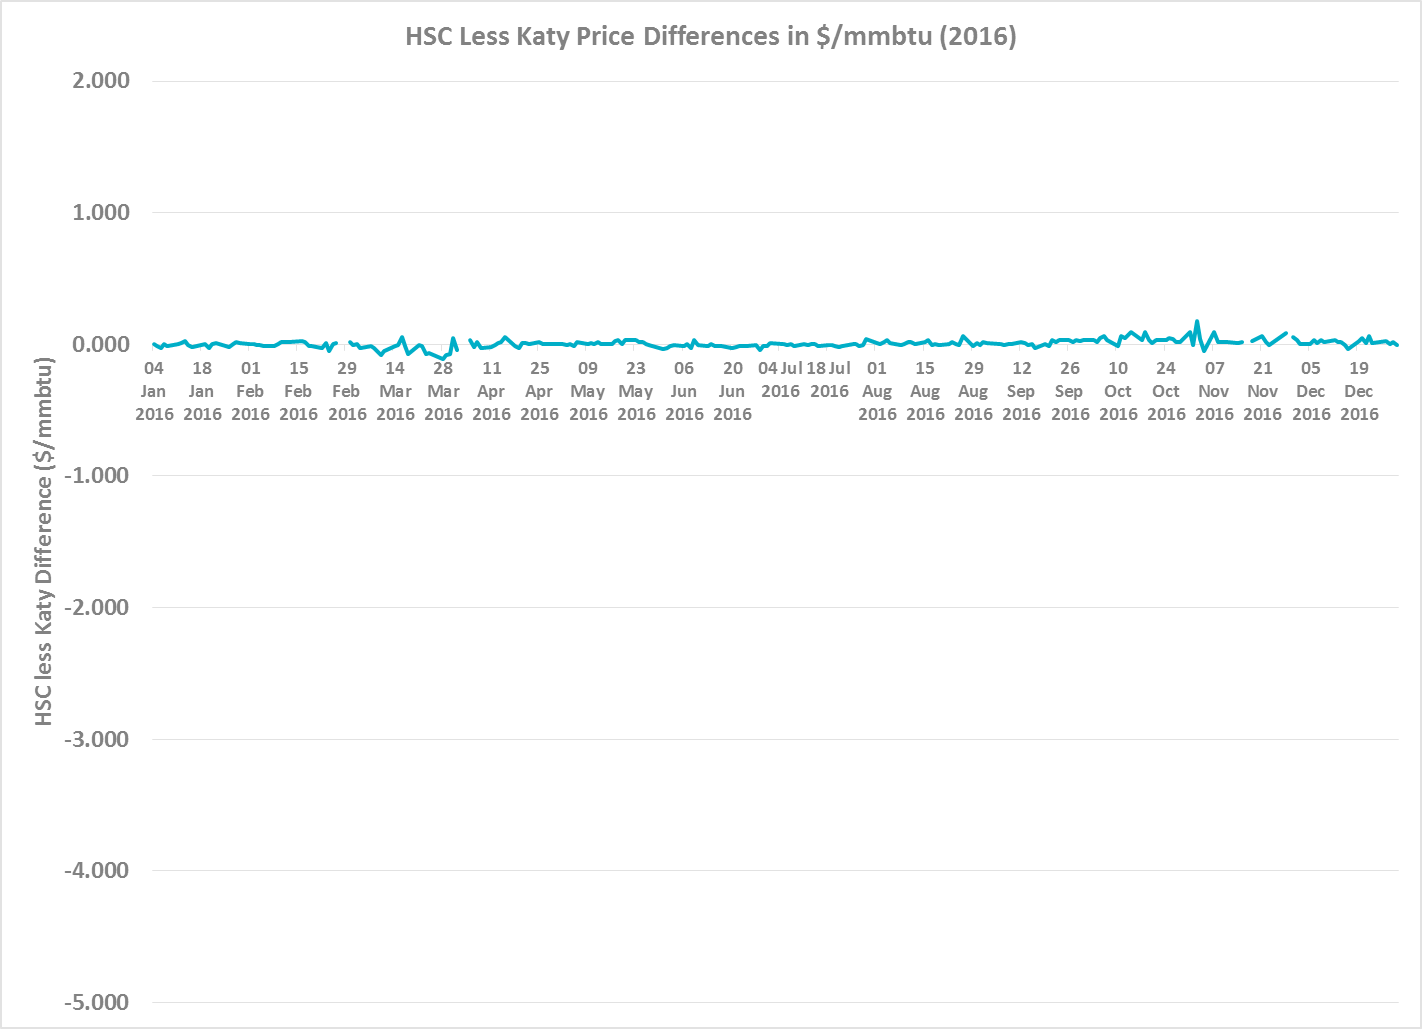 HSC Less Katy Price Differences in $/mmbtu (2016)
HSC less Katy Difference ($/mmbtu)
2.000
1.000
0.000
-1.000
-2.000
-3.000
-4.000
-5.000
04 Jan 2016
18 Jan 2016
01 Feb 2016
15 Feb 2016
29 Feb 2016
14 Mar 2016
28 Mar 2016
11 Apr 2016
25 Apr 2016
09 May 2016
23 May 2016
06 Jun 2016
20 Jun 2016
04 Jul 2016
18 Jul 2016
01 Aug 2016
15 Aug 2016
29 Aug 2016
12 Sep 2016
26 Sep 2016
10 Oct 2016
24 Oct 2016
07 Nov 2016
21 Nov 2016
05 Dec 2016
19 Dec 2016